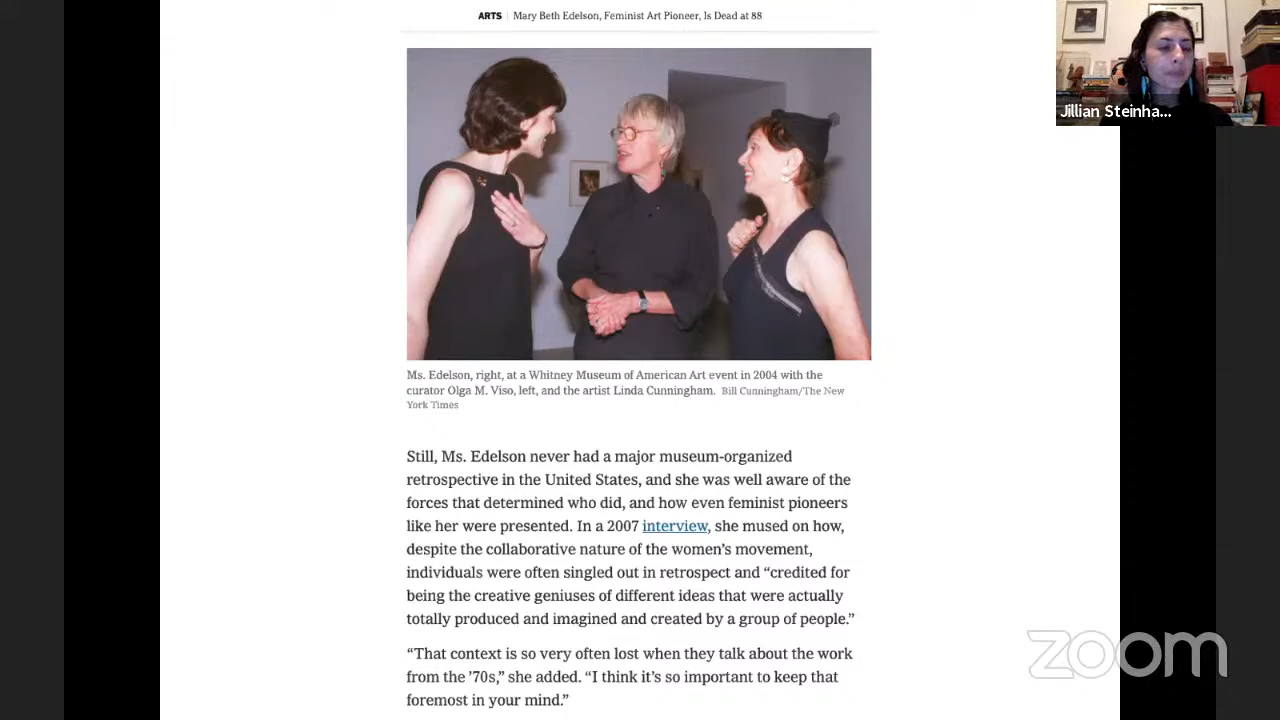 ARTS | Mary Beth Edelson, Feminist Art Pioneer, Is Dead at 88
Jillian Steinha...
Ms. Edelson, right, at a Whitney Museum of American Art event in 2004 with the
curator Olga M. Viso, left, and the artist Linda Cunningham. Bill Cunningham/The New
York Times
Still, Ms. Edelson never had a major museum-organized
retrospective in the United States, and she was well aware of the
forces that determined who did, and how even feminist pioneers
like her were presented. In a 2007 interview, she mused on how,
despite the collaborative nature of the women’s movement,
individuals were often singled out in retrospect and “credited for
being the creative geniuses of different ideas that were actually
totally produced and imagined and created by a group of people.”
“That context is so very often lost when they talk about the work
from the ’70s,” she added. “I think it’s so important to keep that
foremost in your mind.”
zoom